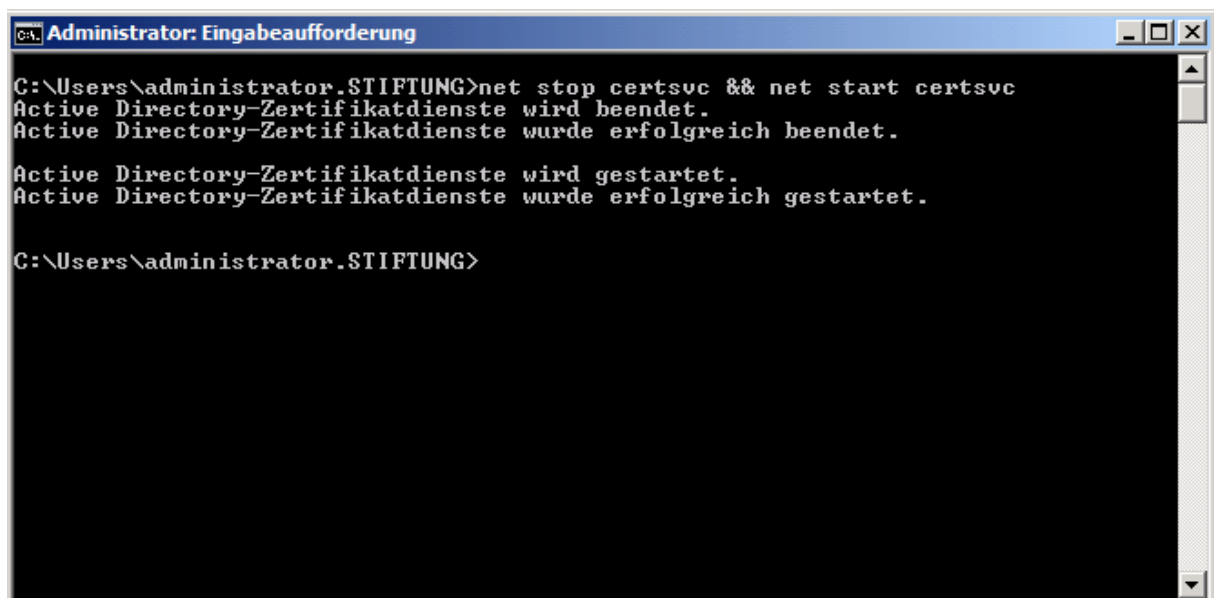 Administrator: Eingabeaufforderung
C:\Users\administrator.STIFTUNG>net stop certsvc && net start certsvc
Active Directory-Zertifikatdienste wird beendet.
Active Directory-Zertifikatdienste wurde erfolgreich beendet.
Active Directory-Zertifikatdienste wird gestartet.
Active Directory-Zertifikatdienste wurde erfolgreich gestartet.
C:\Users\administrator.STIFTUNG>